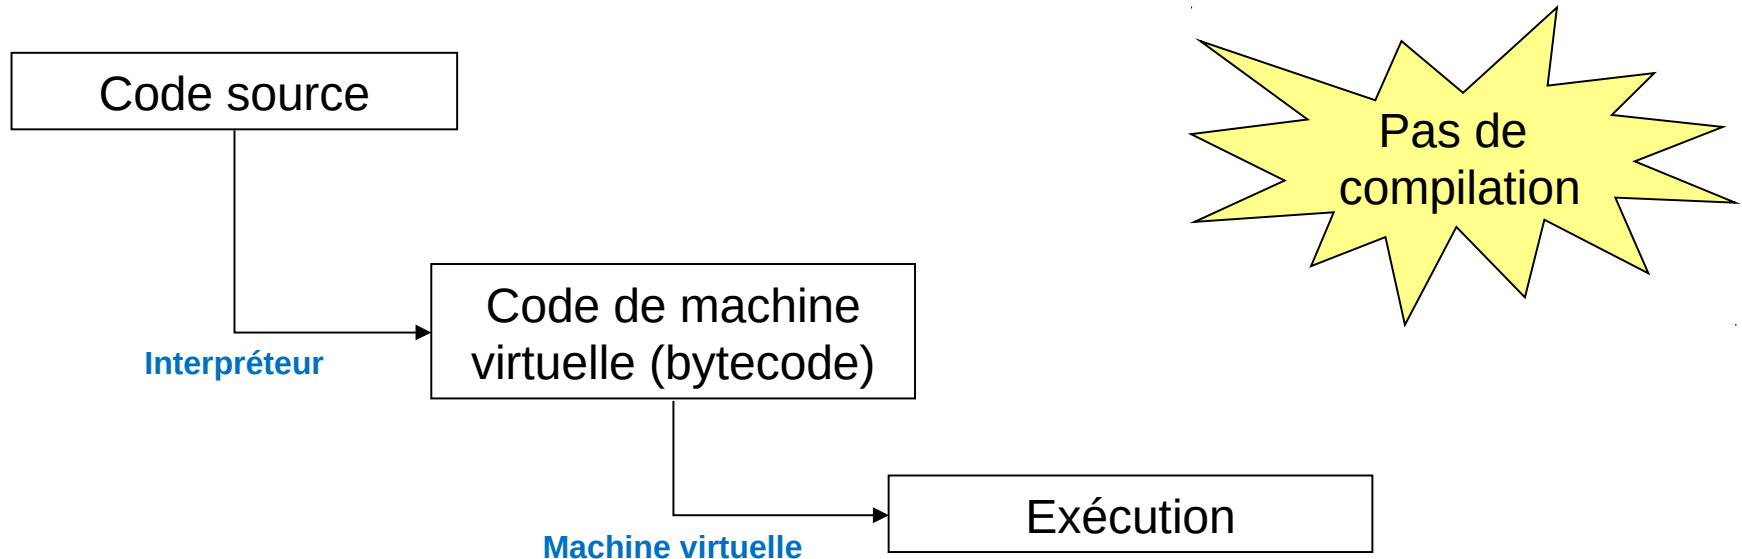 Code source
Pas de
compilation
Code de machine
virtuelle (bytecode)
Interpréteur
Exécution
Machine virtuelle